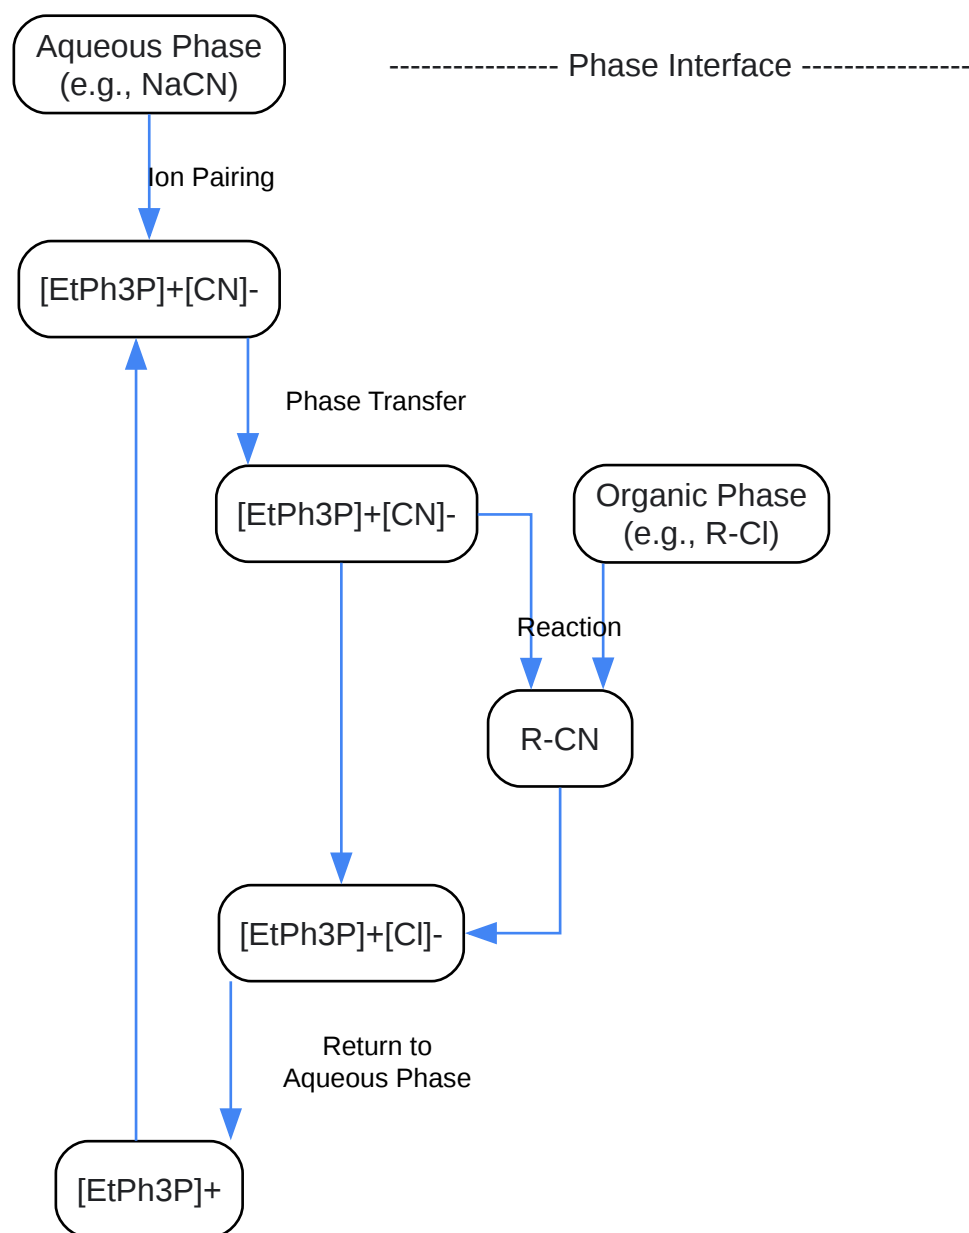 Aqueous Phase
(e.g., NaCN)
---------------- Phase Interface ----------------
Ion Pairing
[EtPh3P]+[CN]-
Phase Transfer
[EtPh3P]+[CN]-
Organic Phase
(e.g., R-Cl)
Reaction
R-CN
[EtPh3P]+[Cl]-
Return to
Aqueous Phase
[EtPh3P]+